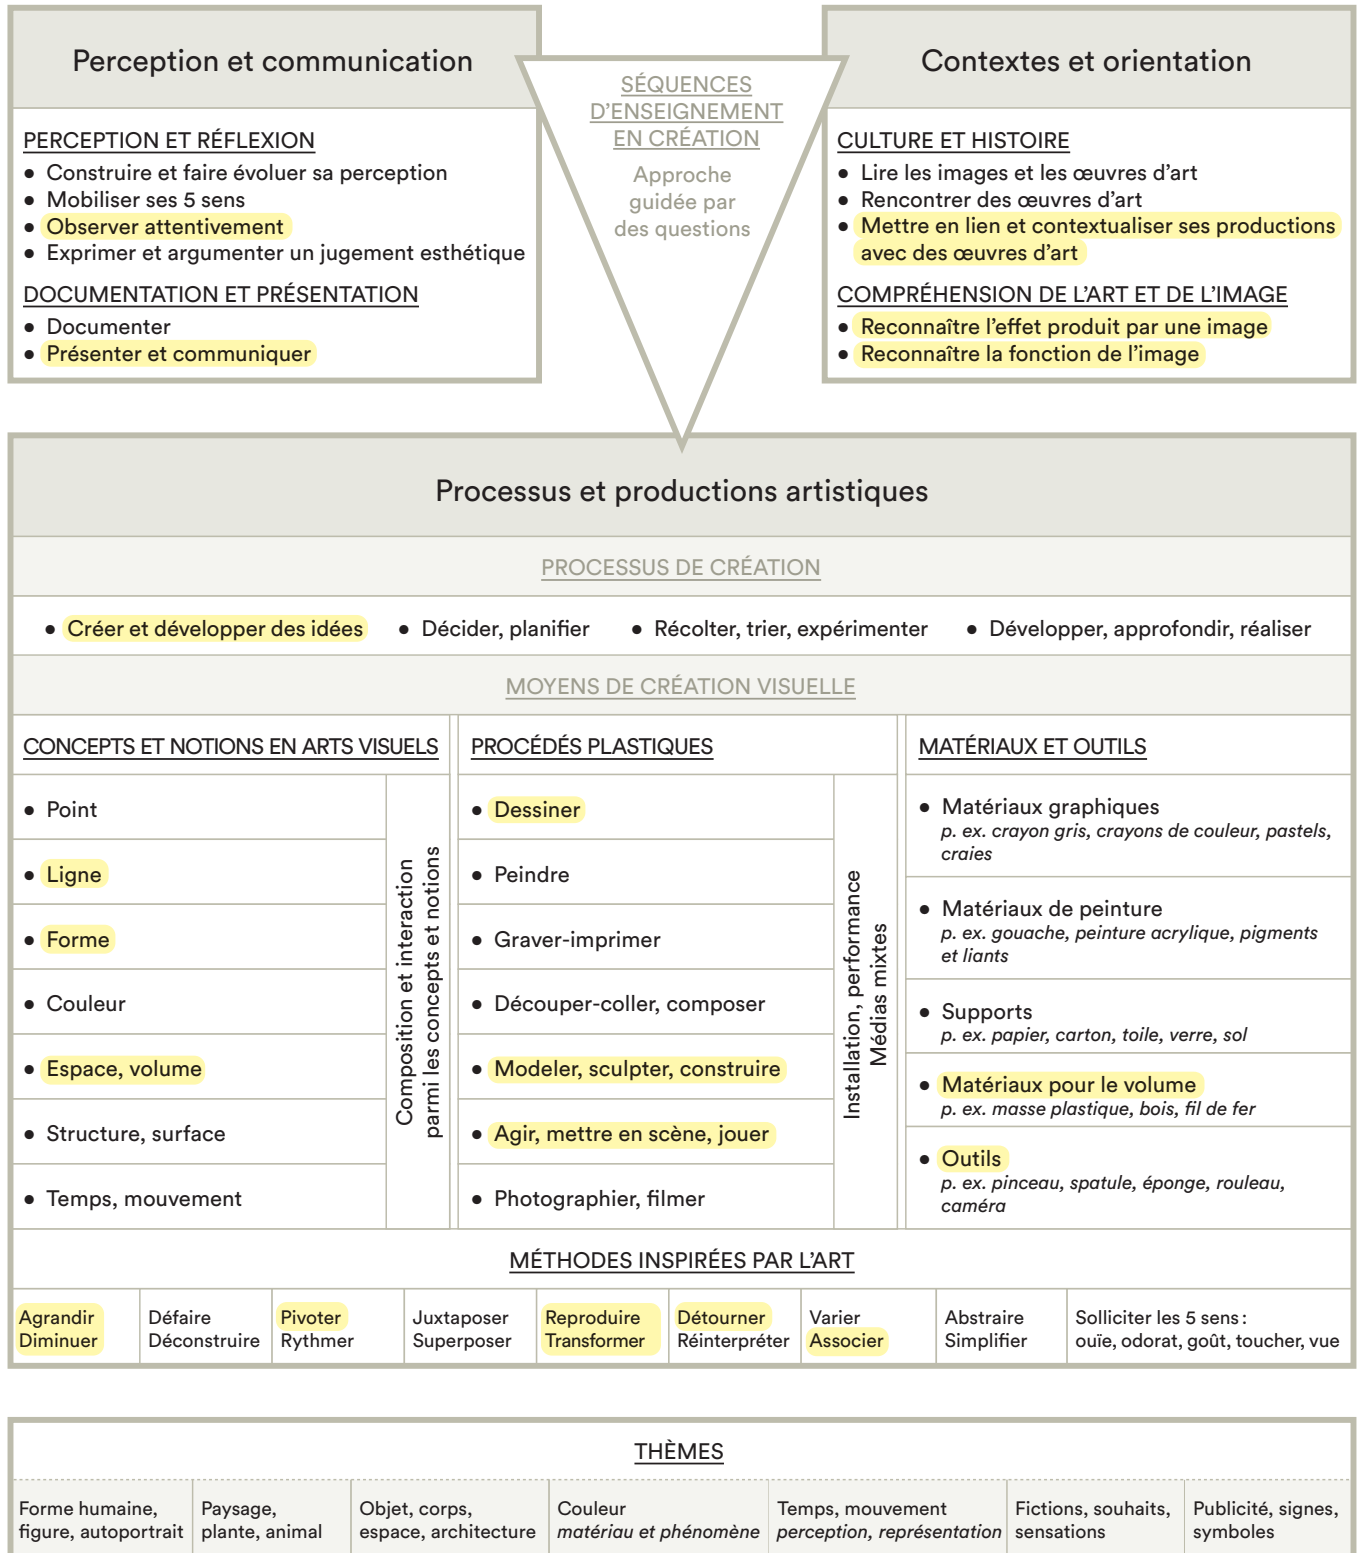 Perception et communication
PERCEPTION ET RÉFLEXION
• Construire et faire évoluer sa perception
• Mobiliser ses 5 sens
• Observer attentivement
• Exprimer et argumenter un jugement esthétique
DOCUMENTATION ET PRÉSENTATION
• Documenter
• Présenter et communiquer
SÉQUENCES
D'ENSEIGNEMENT
EN CRÉATION
Approche
guidée par
des questions
Contextes et orientation
CULTURE ET HISTOIRE
• Lire les images et les œuvres d'art
• Rencontrer des œuvres d'art
• Mettre en lien et contextualiser ses productions
avec des œuvres d'art
COMPRÉHENSION DE L'ART ET DE L'IMAGE
• Reconnaître l'effet produit par une image
• Reconnaître la fonction de l'image
Processus et productions artistiques
PROCESSUS DE CRÉATION
• Créer et développer des idées • Décider, planifier • Récolter, trier, expérimenter • Développer, approfondir, réaliser
MOYENS DE CRÉATION VISUELLE
CONCEPTS ET NOTIONS EN ARTS VISUELS
• Point
• Ligne
• Forme
• Couleur
• Espace, volume
• Structure, surface
• Temps, mouvement
Composition et interaction
parmi les concepts et notions
PROCÉDÉS PLASTIQUES
• Dessiner
• Peindre
• Graver-imprimer
• Découper-coller, composer
• Modeler, sculpter, construire
• Agir, mettre en scène, jouer
• Photographier, filmer
Installation, performance
Médias mixtes
MATÉRIAUX ET OUTILS
• Matériaux graphiques
p. ex. crayon gris, crayons de couleur, pastels,
craies
• Matériaux de peinture
p. ex. gouache, peinture acrylique, pigments
et liants
• Supports
p. ex. papier, carton, toile, verre, sol
• Matériaux pour le volume
p. ex. masse plastique, bois, fil de fer
• Outils
p. ex. pinceau, spatule, éponge, rouleau,
caméra
MÉTHODES INSPIRÉES PAR L'ART
Agrandir
Diminuer
Défaire
Déconstruire
Pivoter
Rythmer
Juxtaposer
Superposer
Reproduire
Transformer
Détourner
Réinterpréter
Varier
Associer
Abstraire
Simplifier
Solliciter les 5 sens :
ouïe, odorat, goût, toucher, vue
THÈMES
Forme humaine,
figure, autoportrait
Paysage,
plante, animal
Objet, corps,
espace, architecture
Couleur
matériau et phénomène
Temps, mouvement
perception, représentation
Fictions, souhaits,
sensations
Publicité, signes,
symboles